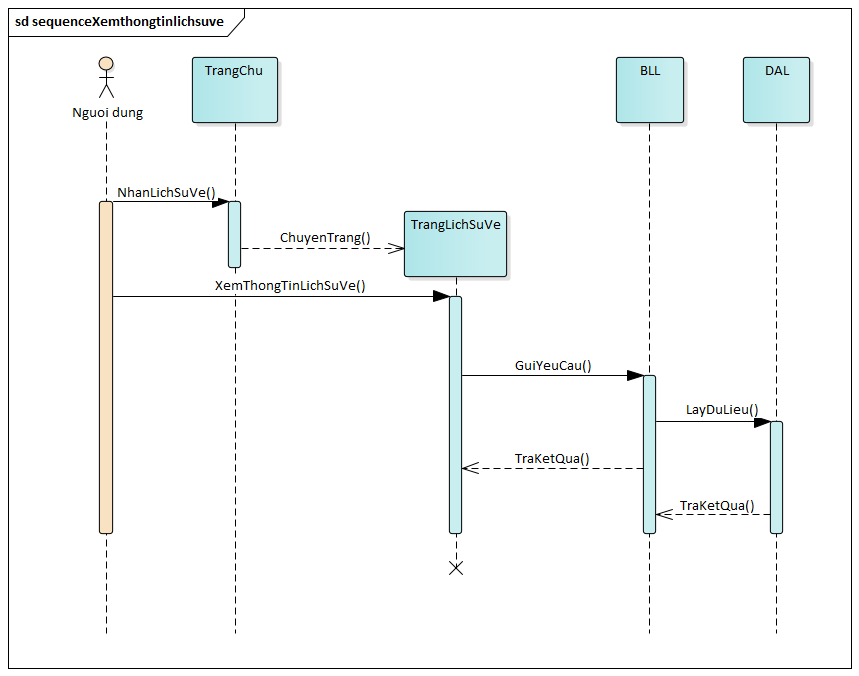 sd sequenceXemthongtinlichsuve
Nguoi dung
TrangChu
BLL
DAL
NhanLichSuVe()
TrangLichSuVe
ChuyenTrang()
XemThongTinLichSuVe()
GuiYeuCau()
LayDuLieu()
TraKetQua()
TraKetQua()